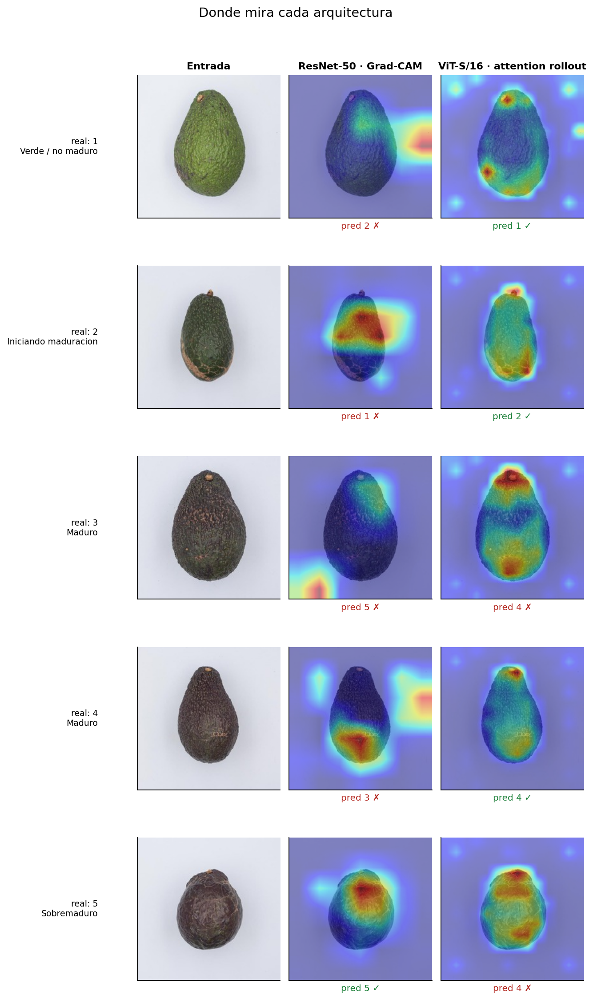 Donde mira cada arquitectura
Entrada
ResNet-50 · Grad-CAM
ViT-S/16 · attention rollout
real: 1
Verde / no maduro
pred 2 ✗
pred 1 ✓
real: 2
Iniciando maduracion
pred 1 ✗
pred 2 ✓
real: 3
Maduro
pred 5 ✗
pred 4 ✗
real: 4
Maduro
pred 3 ✗
pred 4 ✓
real: 5
Sobremaduro
pred 5 ✓
pred 4 ✗